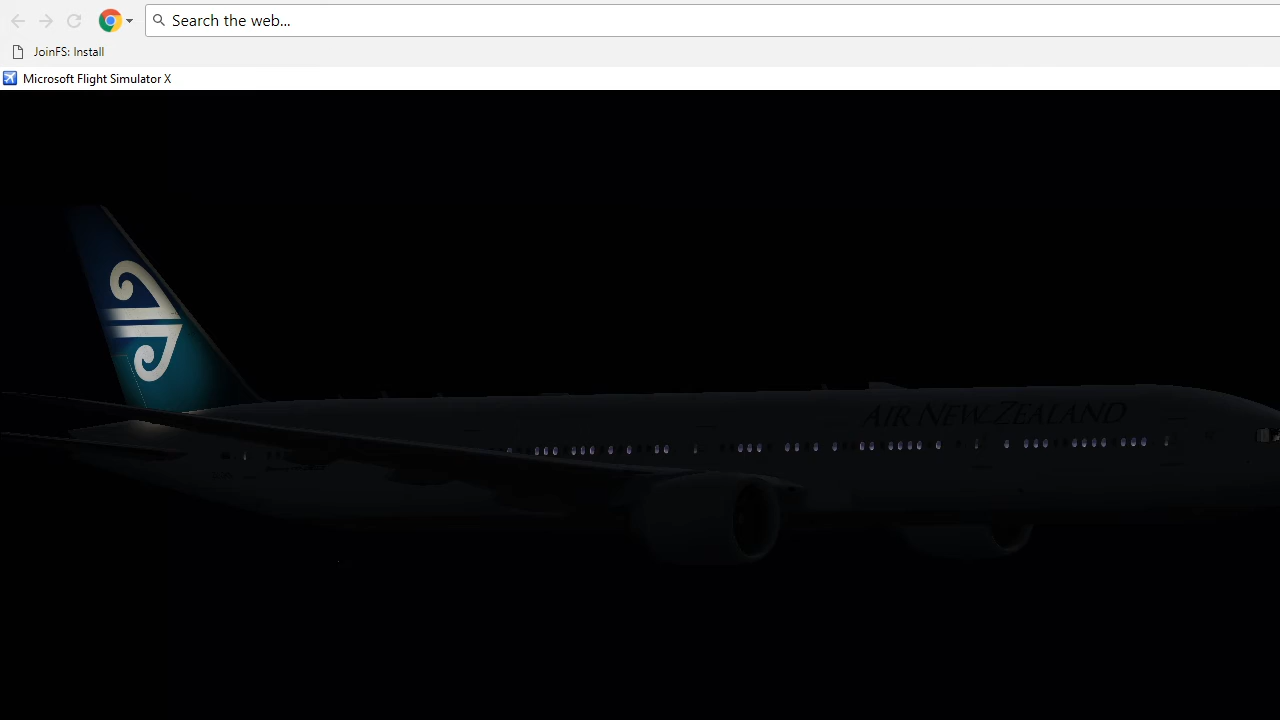 Search the web...
JoinFS: Install
Microsoft Flight Simulator X
AIR NEW ZEALAND